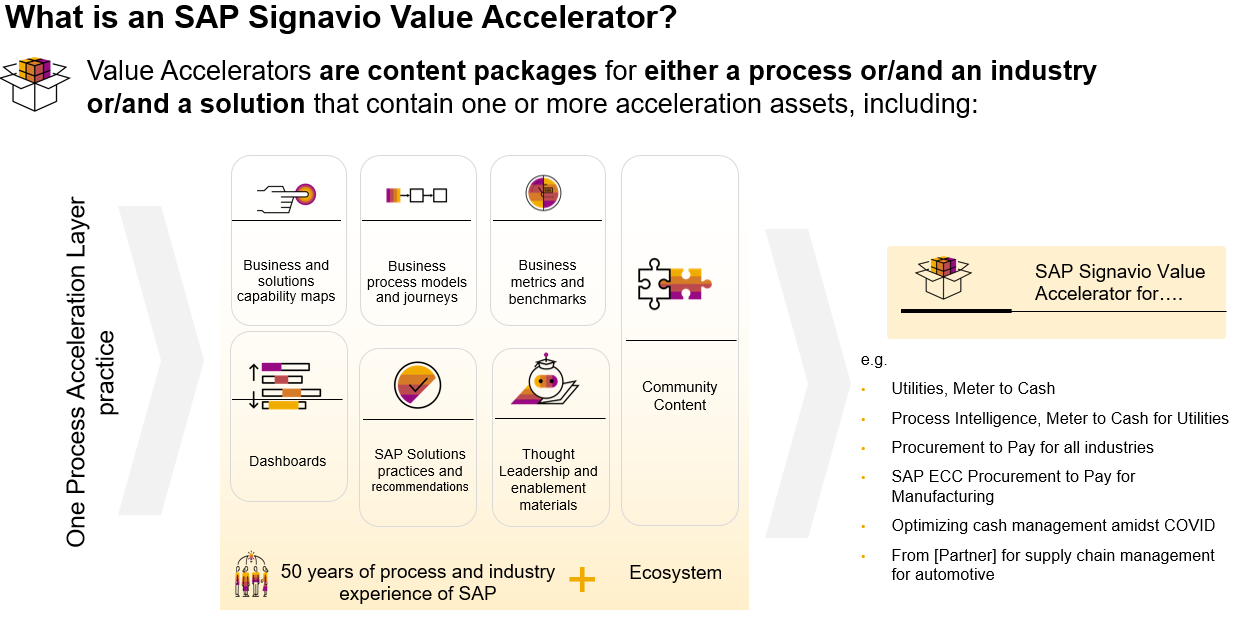 What is an SAP Signavio Value Accelerator?
Value Accelerators are content packages for either a process or/and an industry
or/and a solution that contain one or more acceleration assets, including:
One Process Acceleration Layer
practice
Business and
solutions
capability maps
Business
process models
and journeys
Business
metrics and
benchmarks
Community
Content
Dashboards
SAP Solutions
practices and
recommendations
Thought
Leadership and
enablement
materials
50 years of process and industry
experience of SAP
+
Ecosystem
SAP Signavio Value
Accelerator for….
e.g.
• Utilities, Meter to Cash
• Process Intelligence, Meter to Cash for Utilities
• Procurement to Pay for all industries
• SAP ECC Procurement to Pay for
Manufacturing
• Optimizing cash management amidst COVID
• From [Partner] for supply chain management
for automotive